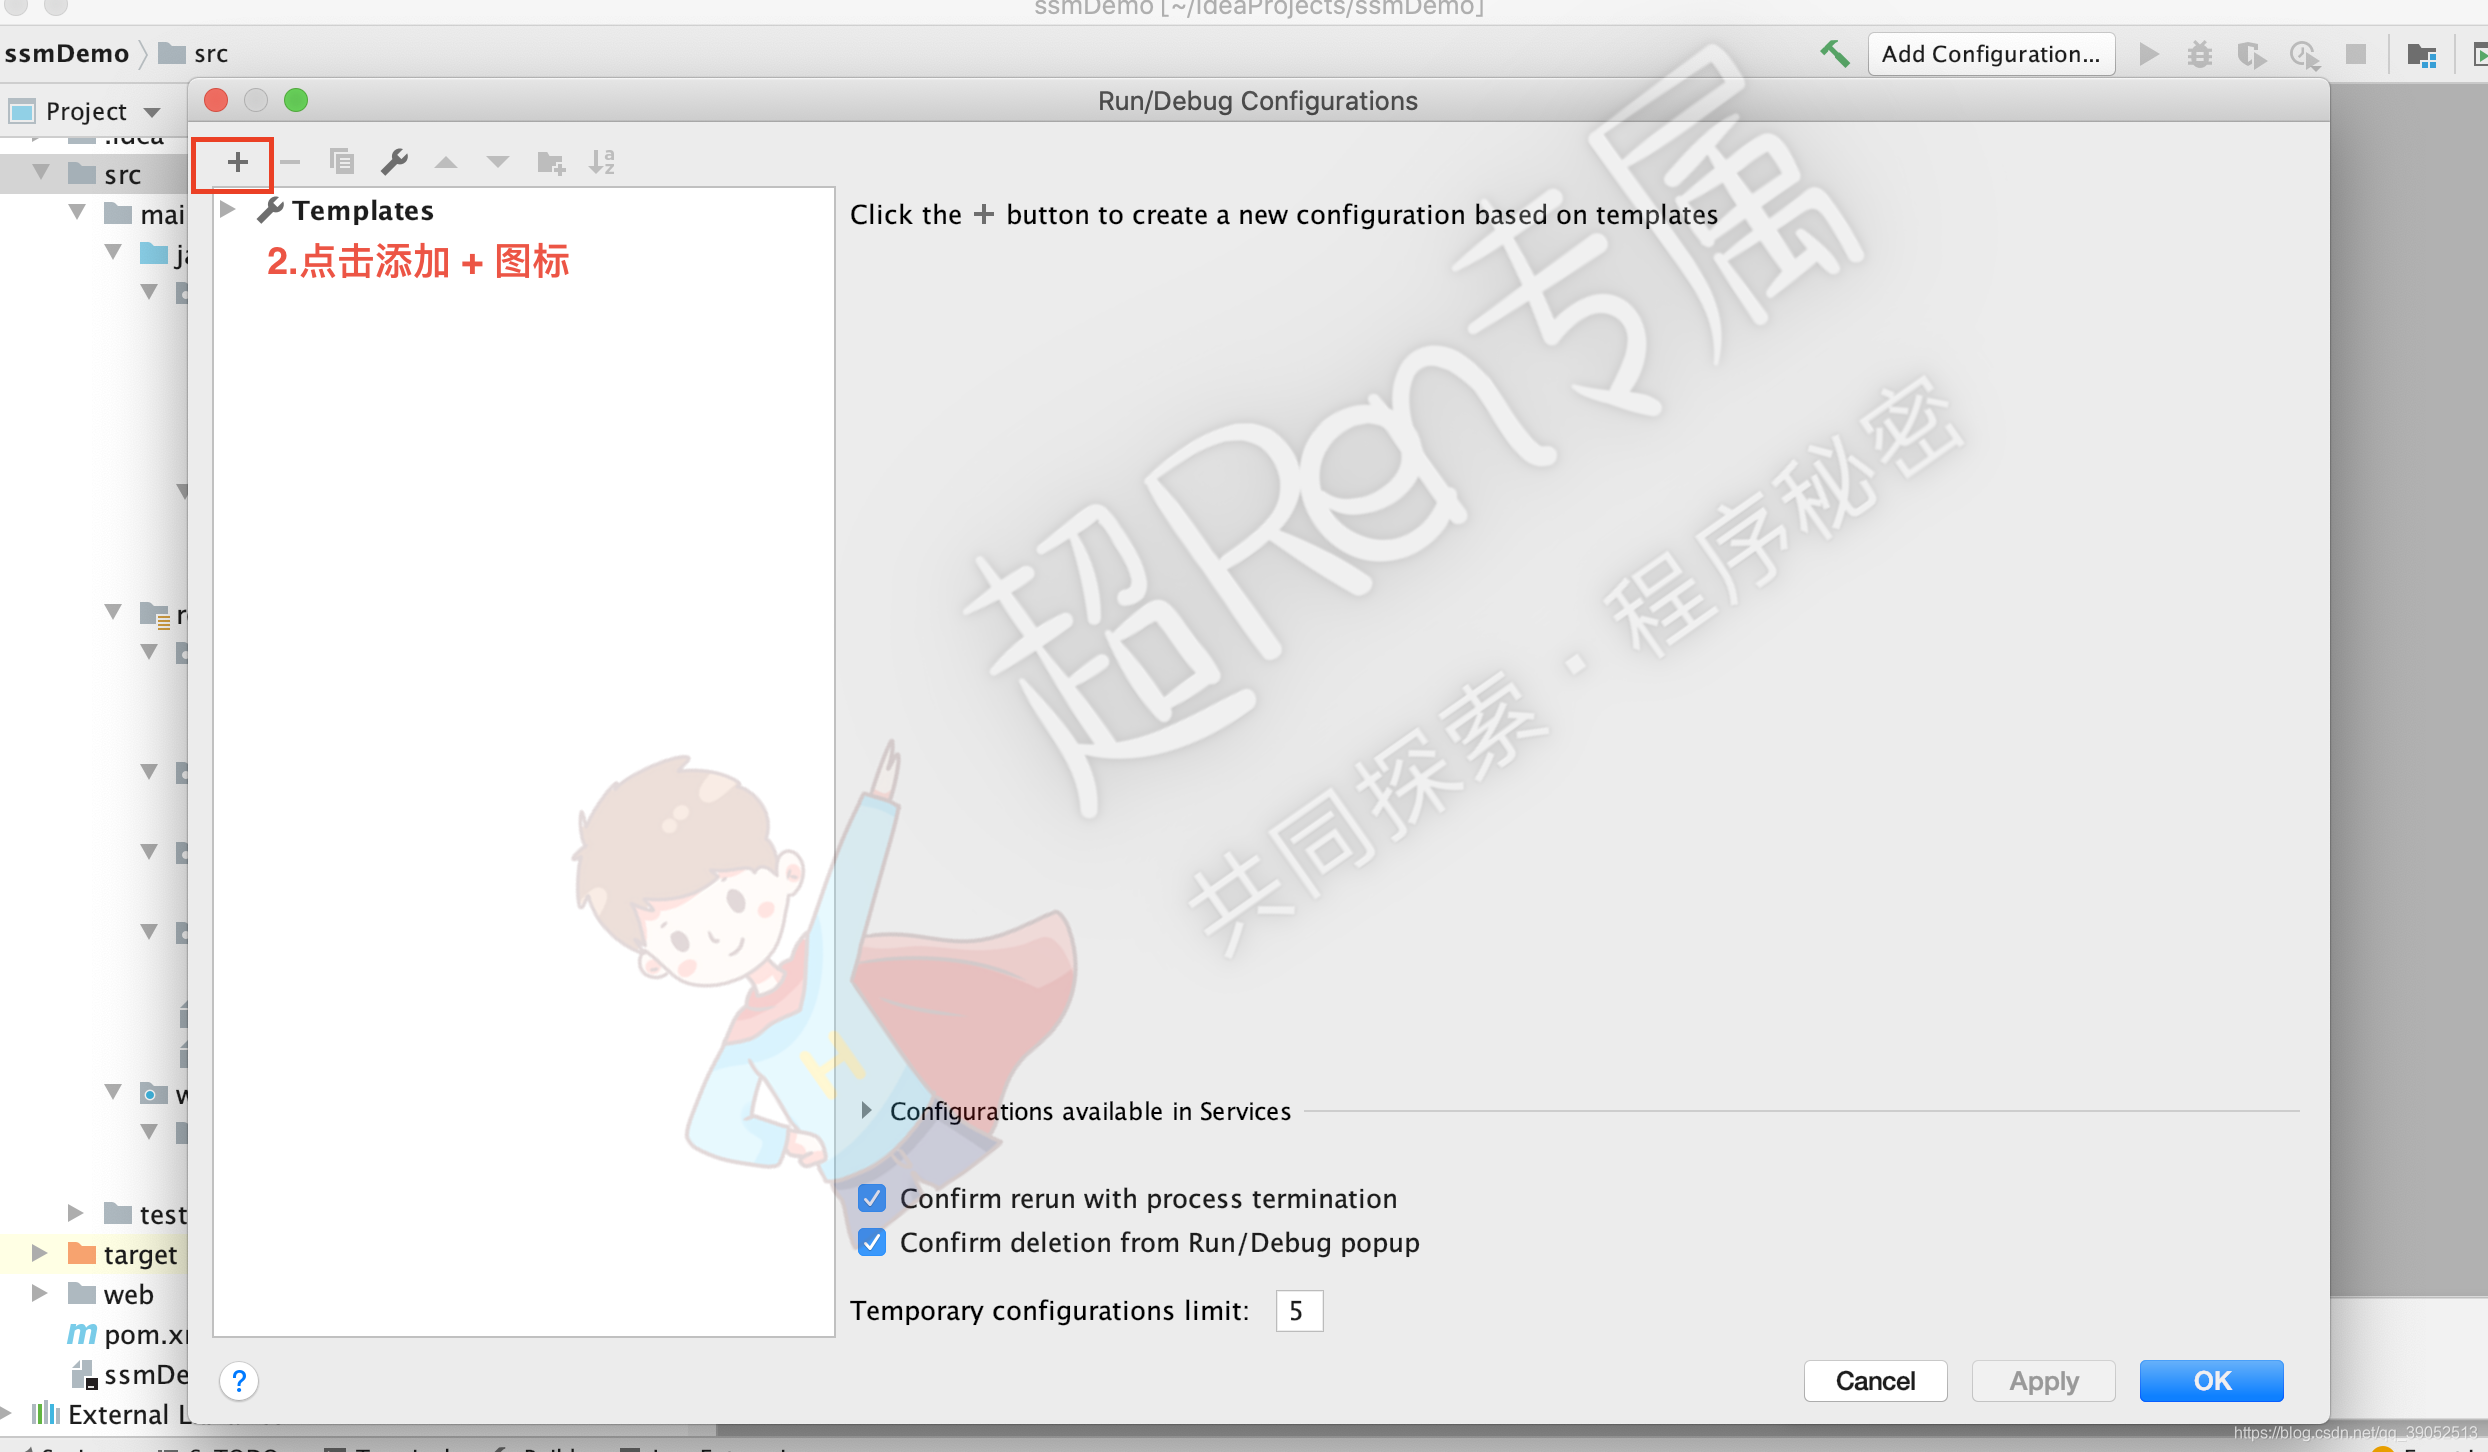 ssmDemo [~/IdeaProjects/ssmDemo]
ssmDemo
src
Add Configuration...
Project
Run/Debug Configurations
.idea
src
Templates
Click the + button to create a new configuration based on templates
2.点击添加 + 图标
超Ren专属
共同探索·程序秘密
Configurations available in Services
Confirm rerun with process termination
Confirm deletion from Run/Debug popup
Temporary configurations limit: 5
test
target
web
pom.x
ssmDe
External L
? Cancel Apply OK
https://blog.csdn.net/qq_39052513